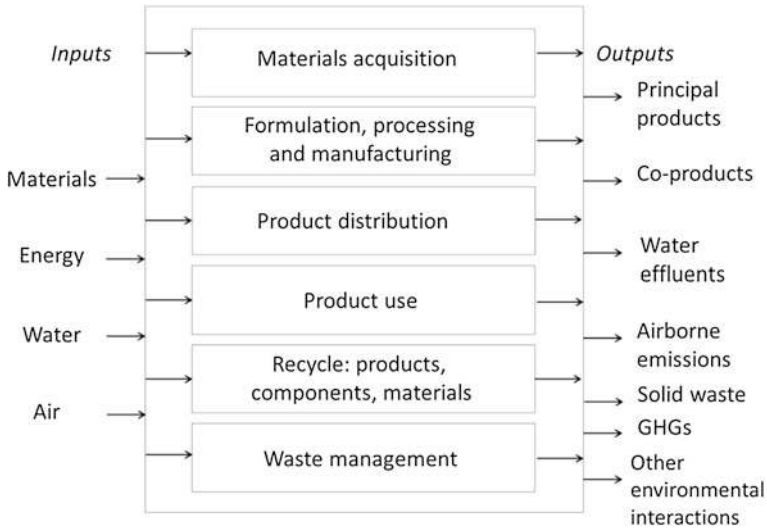 Inputs
Materials
Energy
Water
Air
Materials acquisition
Formulation, processing
and manufacturing
Product distribution
Product use
Recycle: products,
components, materials
Waste management
Outputs
Principal
products
Co-products
Water
effluents
Airborne
emissions
Solid waste
GHGs
Other
environmental
interactions